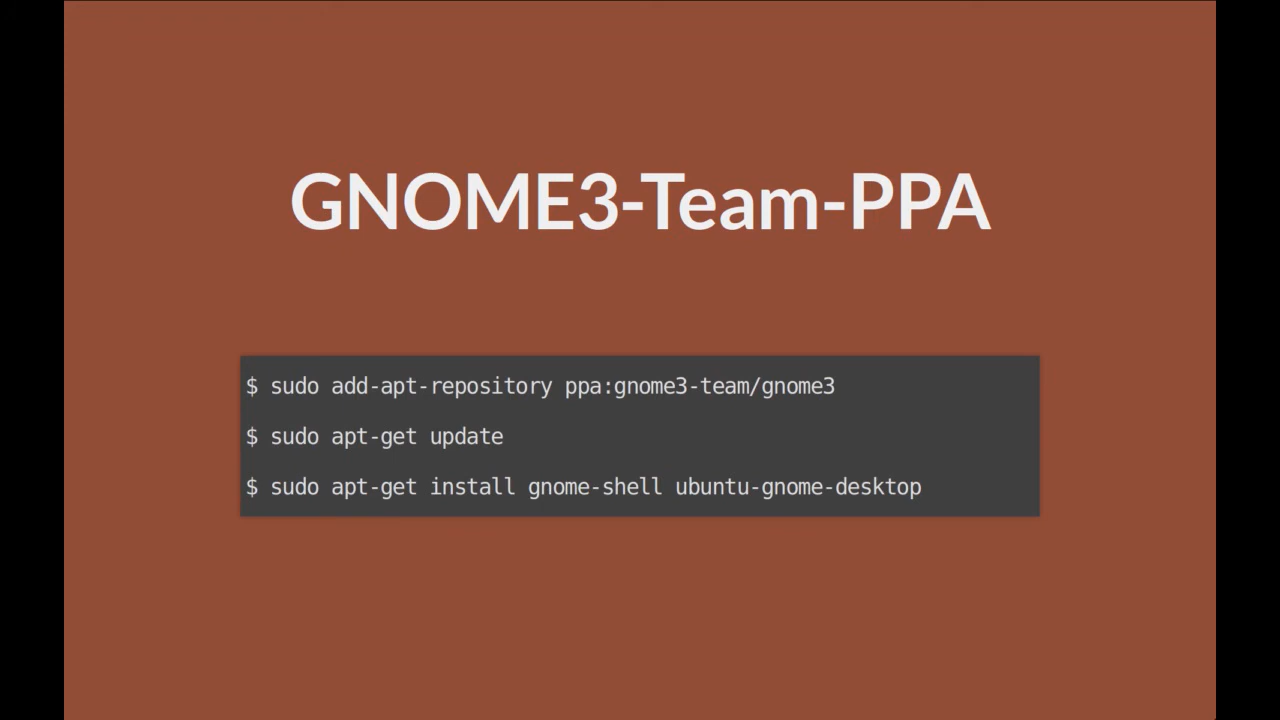 GNOME3-Team-PPA
$ sudo add-apt-repository ppa:gnome3-team/gnome3
$ sudo apt-get update
$ sudo apt-get install gnome-shell ubuntu-gnome-desktop